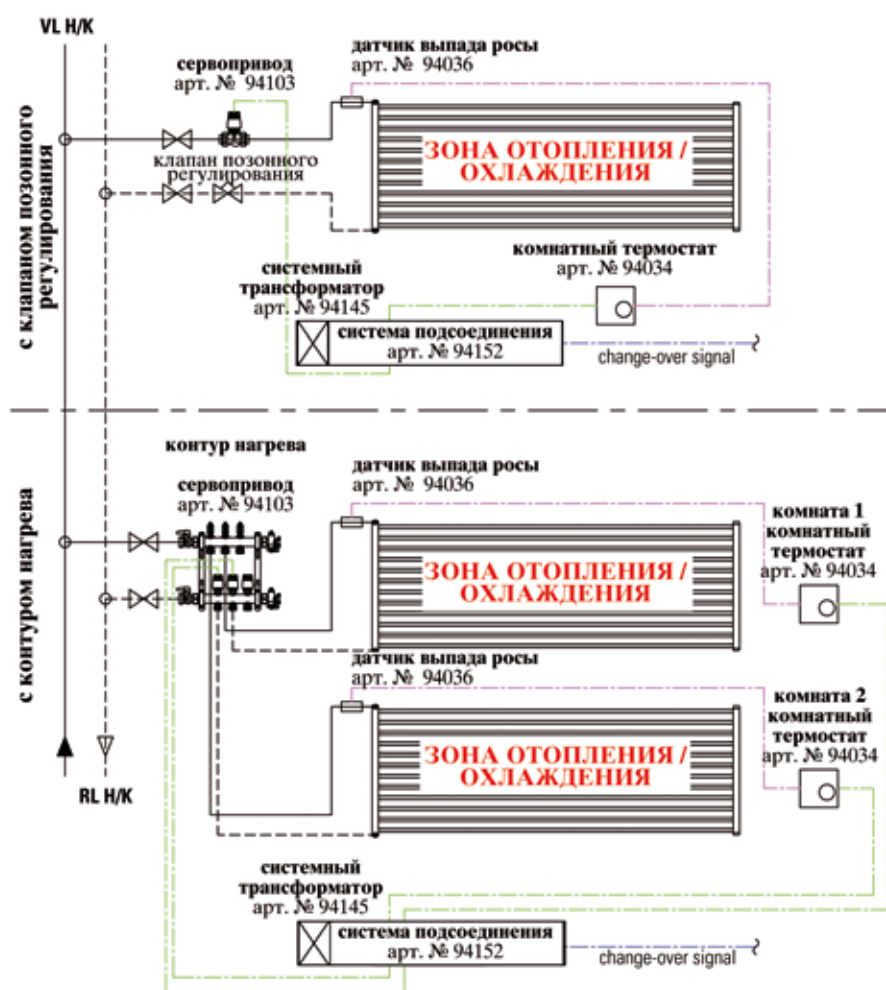 VL H/K
сервопривод
арт. № 94103
датчик выпада росы
арт. № 94036
клапан позонного
регулирования
ЗОНА ОТОПЛЕНИЯ /
ОХЛАЖДЕНИЯ
с клапаном позонного
регулирования
комнатный термостат
арт. № 94034
системный
трансформатор
арт. № 94145
система подсоединения
арт. № 94152
change-over signal
контур нагрева
сервопривод
арт. № 94103
датчик выпада росы
арт. № 94036
комната 1
комнатный
термостат
арт. № 94034
ЗОНА ОТОПЛЕНИЯ /
ОХЛАЖДЕНИЯ
с контуром нагрева
датчик выпада росы
арт. № 94036
комната 2
комнатный
термостат
арт. № 94034
ЗОНА ОТОПЛЕНИЯ /
ОХЛАЖДЕНИЯ
RL H/K
системный
трансформатор
арт. № 94145
система подсоединения
арт. № 94152
change-over signal